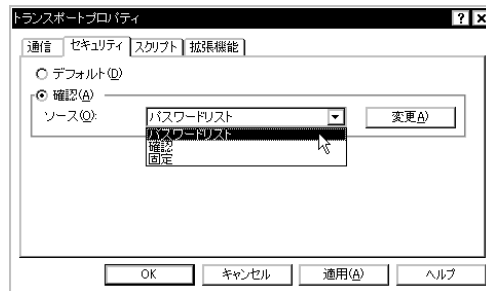 トランスポートプロパティ
通信 セキュリティ スクリプト 拡張機能
デフォルト(D)
確認(A)
ソース(O): パスワードリスト 変更A)
パスワードリスト
確認
固定
OK キャンセル 適用(A) ヘルプ